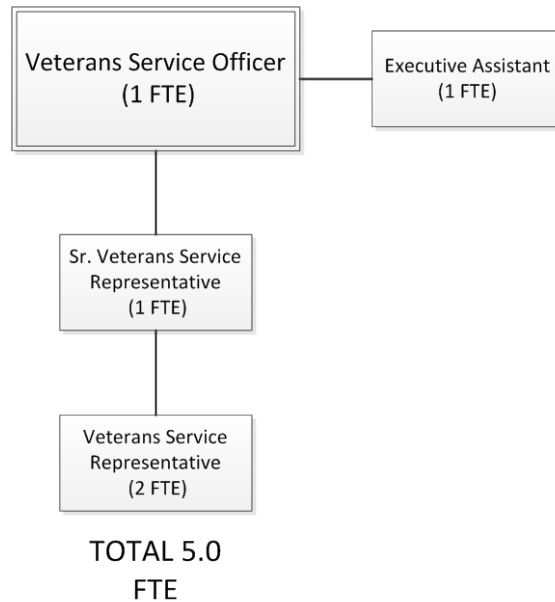 Veterans Service Officer
(1 FTE)
Executive Assistant
(1 FTE)
Sr. Veterans Service
Representative
(1 FTE)
Veterans Service
Representative
(2 FTE)
TOTAL 5.0
FTE